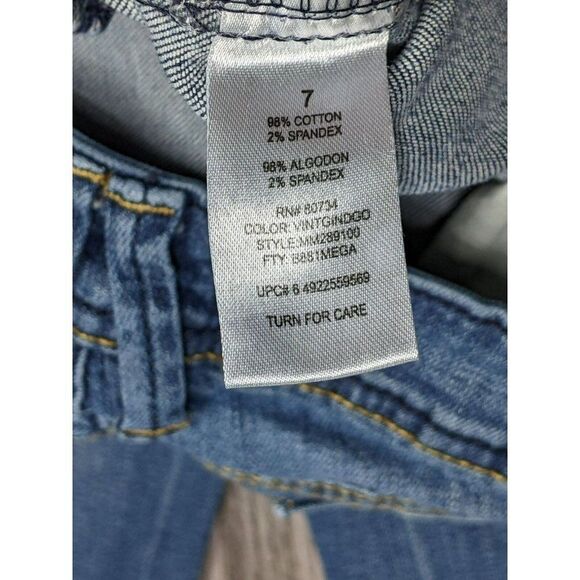 7
98% COTTON
2% SPANDEX
98% ALGODON
2% SPANDEX
RN# 80734
COLOR: VINTGINDGO
STYLE:MM289100
FTY: B881MEGA
UPC# 6 4922559569
TURN FOR CARE